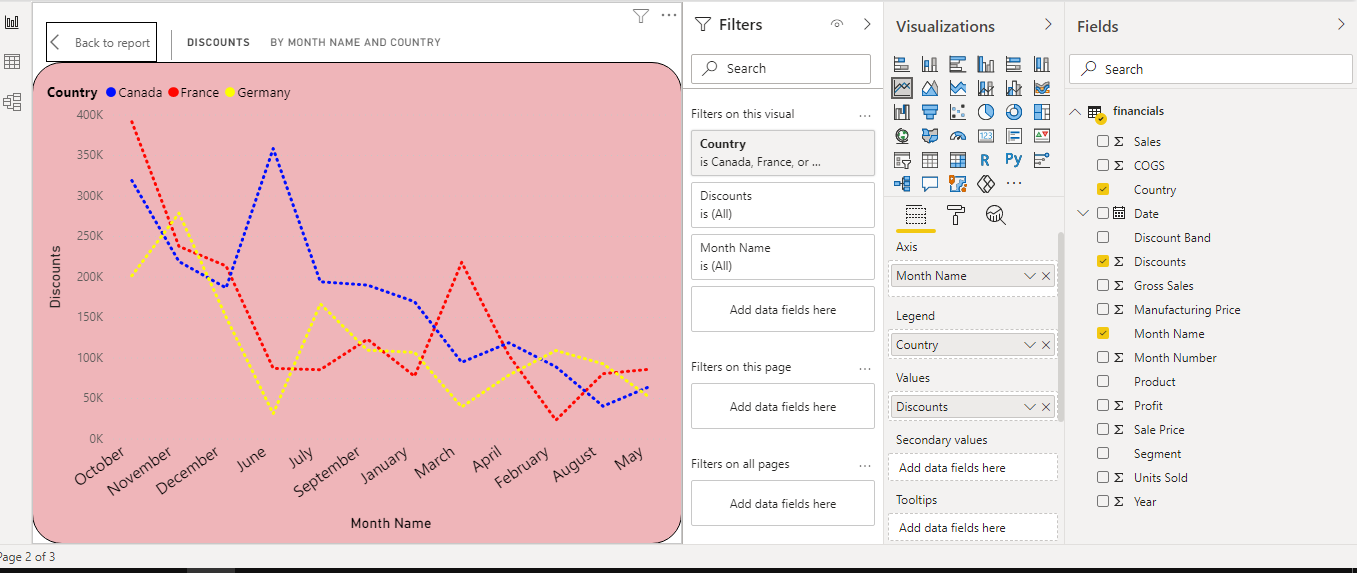 Back to report
DISCOUNTS
BY MONTH NAME AND COUNTRY
Country Canada France Germany
400K
350K
300K
250K
200K
150K
100K
50K
0K
Discounts
October
November
December
June
July
September
January
March
April
February
August
May
Month Name
Page 2 of 3
Filters
Search
Filters on this visual
Country
is Canada, France, or ...
Discounts
is (All)
Month Name
is (All)
Add data fields here
Filters on this page
Add data fields here
Filters on all pages
Add data fields here
Visualizations
123
R
Py
Axis
Month Name
Legend
Country
Values
Discounts
Secondary values
Add data fields here
Tooltips
Add data fields here
Fields
Search
financials
Σ Sales
Σ COGS
Country
Date
Discount Band
Σ Discounts
Σ Gross Sales
Σ Manufacturing Price
Month Name
Σ Month Number
Product
Σ Profit
Σ Sale Price
Segment
Σ Units Sold
Σ Year